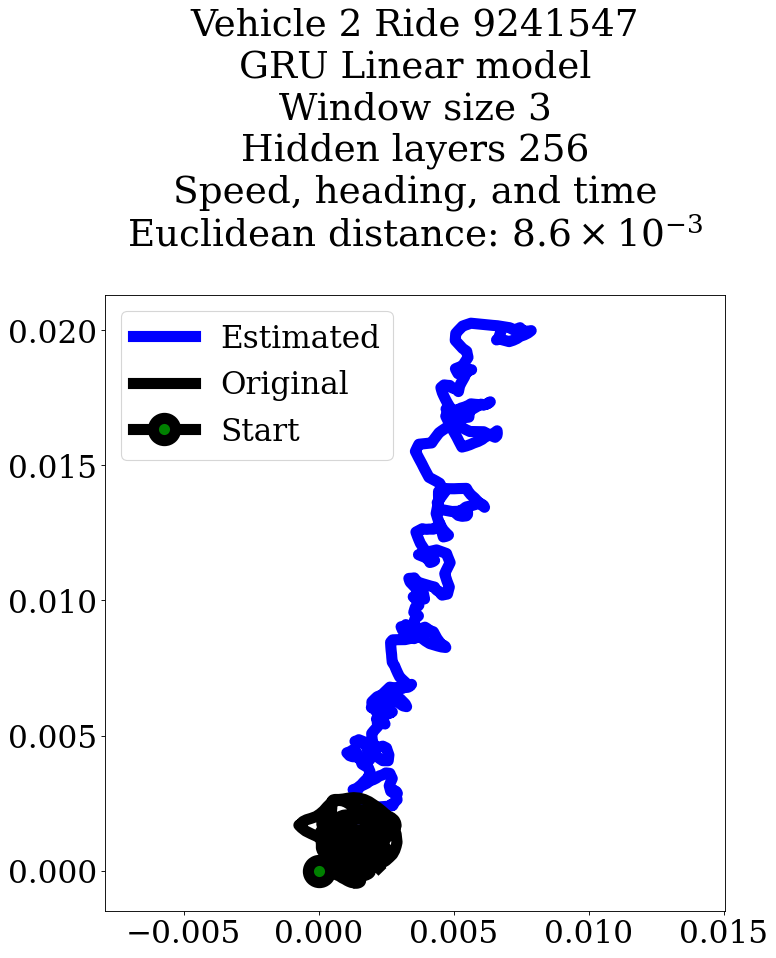 Vehicle 2 Ride 9241547
GRU Linear model
Window size 3
Hidden layers 256
Speed, heading, and time
Euclidean distance: 8.6 × 10⁻³
Estimated
Original
Start
0.020
0.015
0.010
0.005
0.000
−0.005 0.000 0.005 0.010 0.015